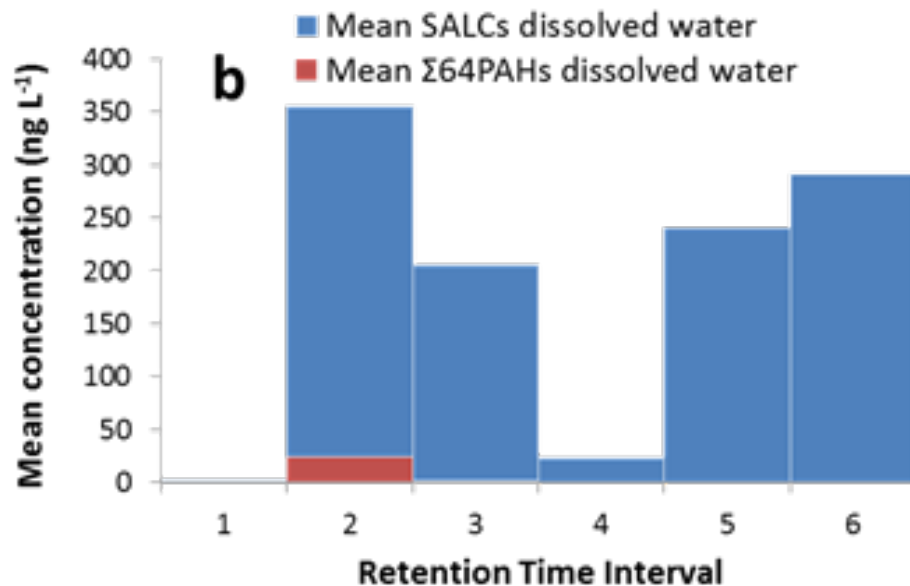 Mean SALCs dissolved water
Mean Σ64PAHs dissolved water
b
Mean concentration (ng L⁻¹)
400
350
300
250
200
150
100
50
0
1 2 3 4 5 6
Retention Time Interval